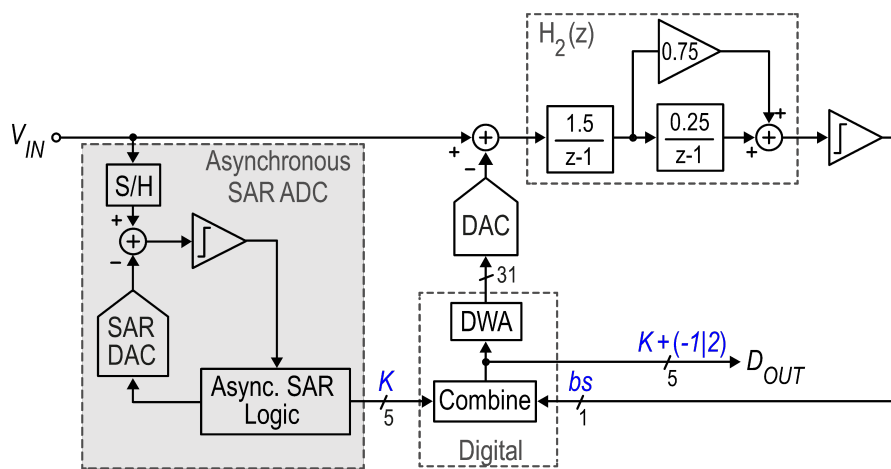 H2(z)
0.75
VIN
1.5
z-1
0.25
z-1
+
+
+
+
−
Asynchronous
SAR ADC
S/H
+
+
−
DAC
31
SAR
DAC
DWA
K+(-1|2)
5
DOUT
Async. SAR
Logic
K
5
Combine
bs
1
Digital